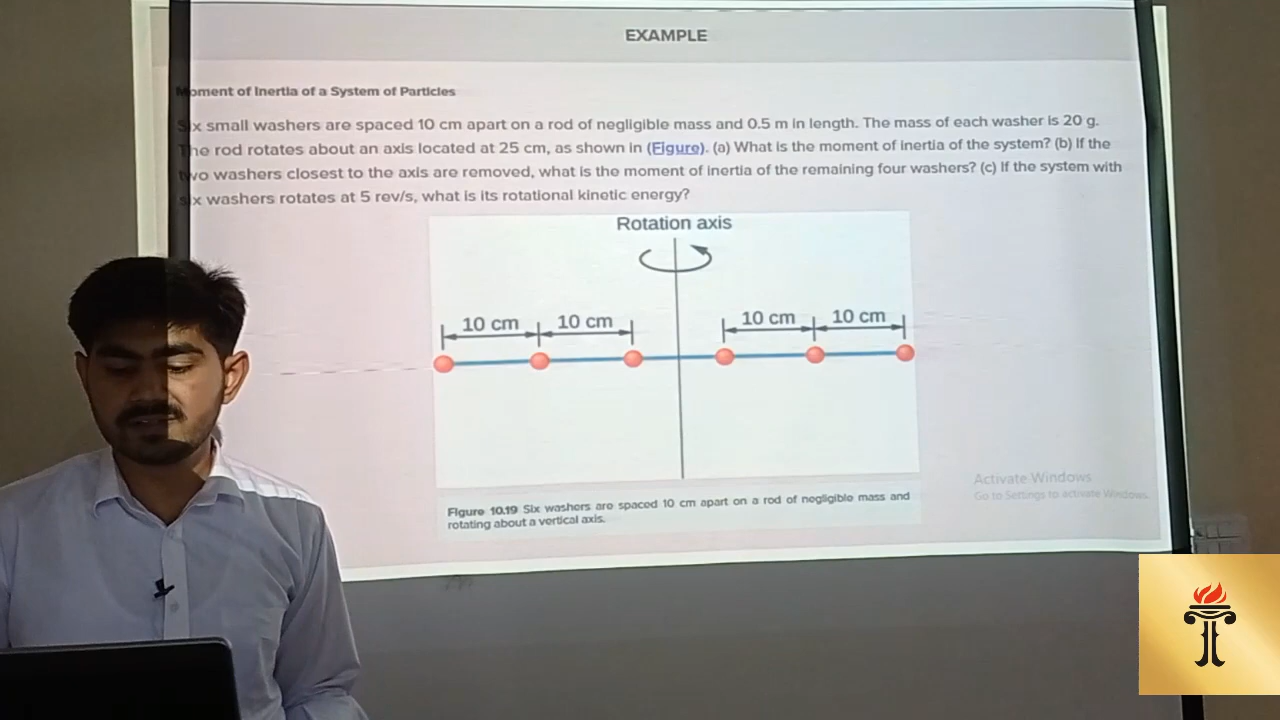 EXAMPLE
Moment of Inertia of a System of Particles
Six small washers are spaced 10 cm apart on a rod of negligible mass and 0.5 m in length. The mass of each washer is 20 g.
The rod rotates about an axis located at 25 cm, as shown in (Figure). (a) What is the moment of inertia of the system? (b) If the
two washers closest to the axis are removed, what is the moment of inertia of the remaining four washers? (c) If the system with
six washers rotates at 5 rev/s, what is its rotational kinetic energy?
Rotation axis
10 cm 10 cm 10 cm 10 cm
Figure 10.19 Six washers are spaced 10 cm apart on a rod of negligible mass and
rotating about a vertical axis.
Activate Windows
Go to Settings to activate Windows.